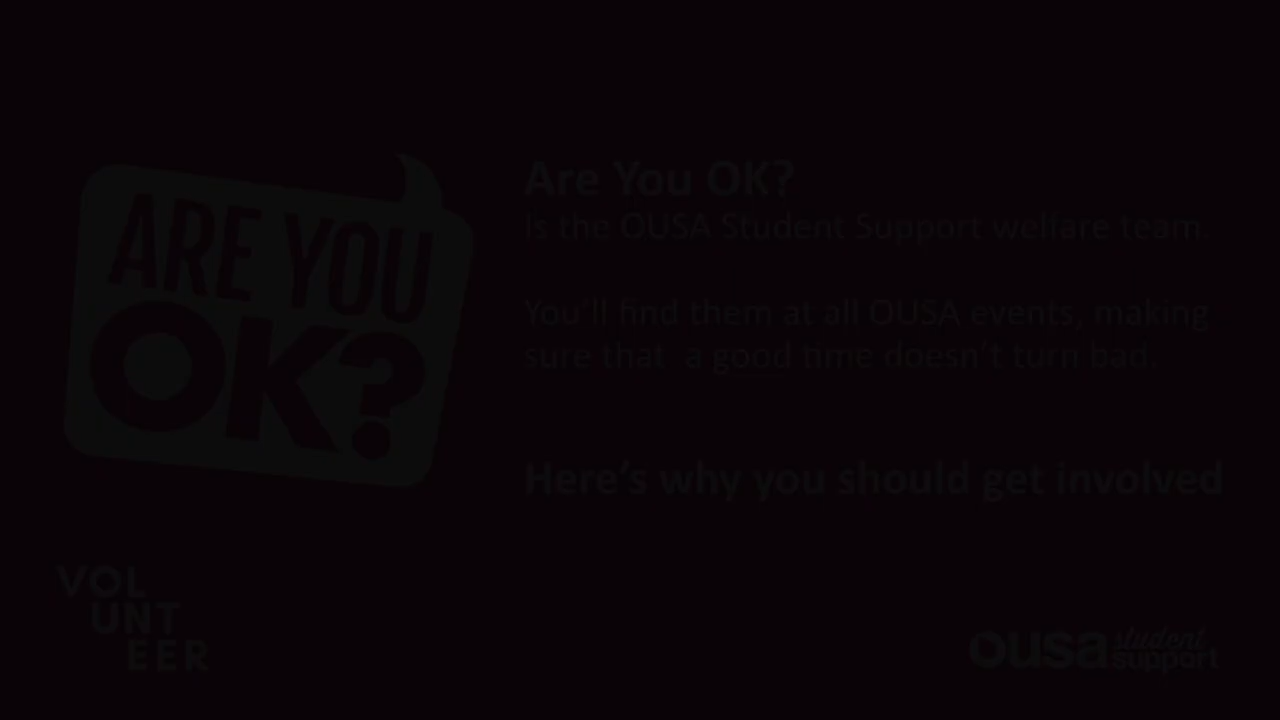 ARE YOU
OK?
Are You OK?
Is the OUSA Student Support welfare team.
You'll find them at all OUSA events, making
sure that a good time doesn't turn bad.
Here's why you should get involved
VOL
UNT
EER
ousa student
support